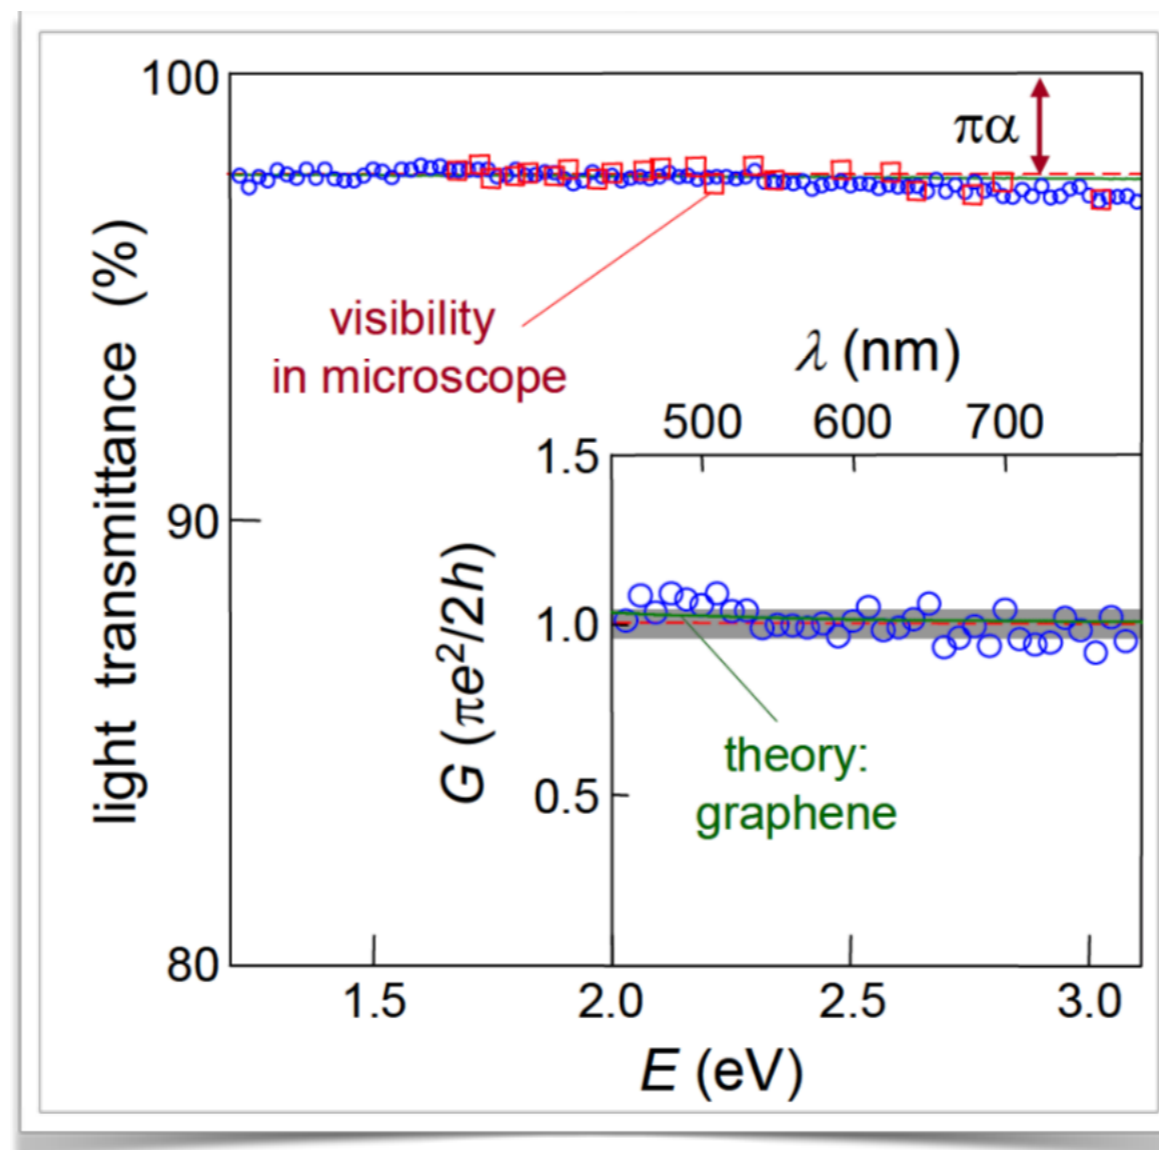 100
πα
light transmittance (%)
visibility
in microscope
λ (nm)
500 600 700
1.5
90
G (πe²/2h)
1.0
theory:
graphene
0.5
80
1.5 2.0 2.5 3.0
E (eV)